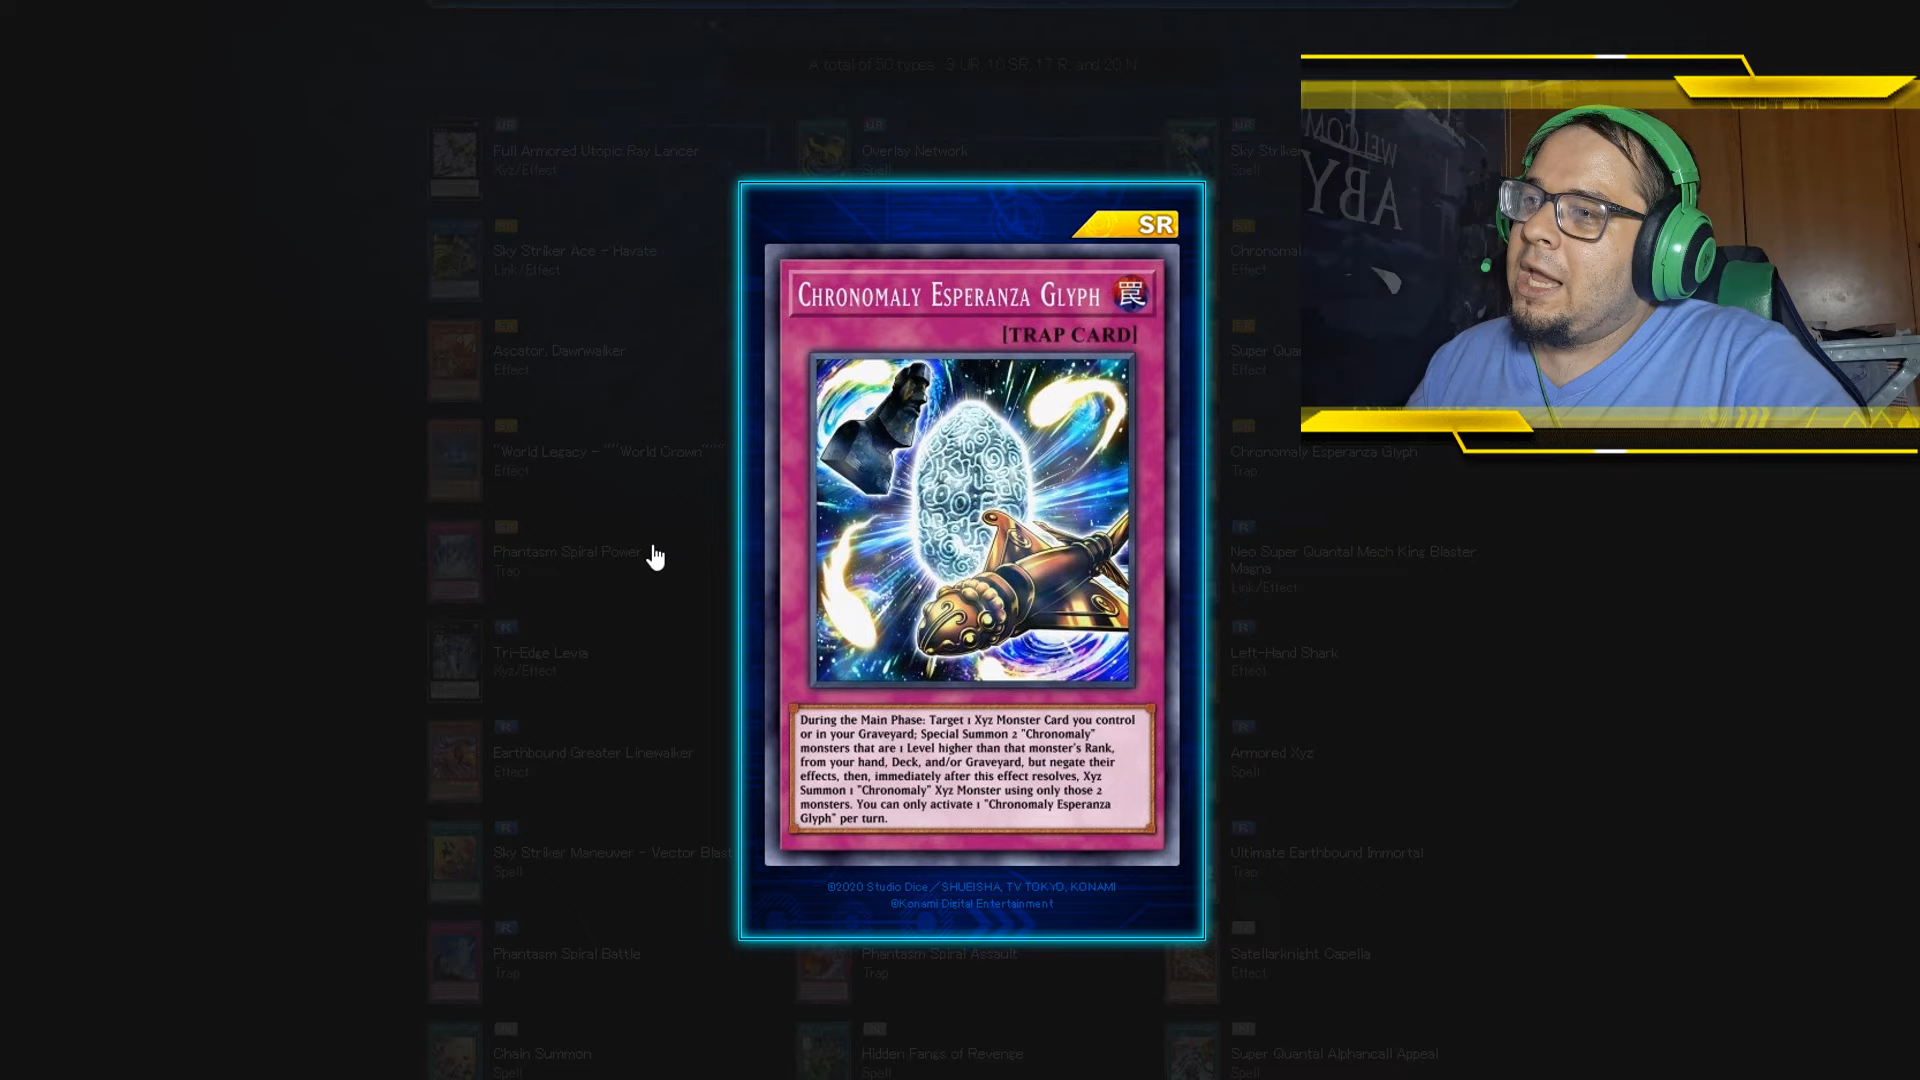 A total of 50 types : 3 UR, 10 SR, 17 R, and 20 N
UR
Full Armored Utopic Ray Lancer
Xyz/Effect
UR
Overlay Network
Spell
UR
Sky Striker
Spell
SR
Sky Striker Ace - Hayate
Link/Effect
Chronomal
Effect
SR
Ascator, Dawnwalker
Effect
Super Qua
Effect
SR
"World Legacy - ""World Crown"""
Effect
Chronomaly Esperanza Glyph
Trap
SR
Phantasm Spiral Power
Trap
R
Neo Super Quantal Mech King Blaster
Magna
Link/Effect
R
Tri-Edge Levia
Xyz/Effect
R
Left-Hand Shark
Effect
R
Earthbound Greater Linewalker
Effect
R
Armored Xyz
Spell
R
Sky Striker Maneuver - Vector Blast
Spell
R
Ultimate Earthbound Immortal
Trap
R
Phantasm Spiral Battle
Trap
Phantasm Spiral Assault
Trap
Satellarknight Capella
Effect
N
Chain Summon
Spell
N
Hidden Fangs of Revenge
Spell
N
Super Quantal Alphancall Appeal
Spell
SR
Chronomaly Esperanza Glyph
罠
[TRAP CARD]
During the Main Phase: Target 1 Xyz Monster Card you control
or in your Graveyard; Special Summon 2 "Chronomaly"
monsters that are 1 Level higher than that monster's Rank,
from your hand, Deck, and/or Graveyard, but negate their
effects, then, immediately after this effect resolves, Xyz
Summon 1 "Chronomaly" Xyz Monster using only those 2
monsters. You can only activate 1 "Chronomaly Esperanza
Glyph" per turn.
©2020 Studio Dice／SHUEISHA, TV TOKYO, KONAMI
©Konami Digital Entertainment
WELCOM
ABY